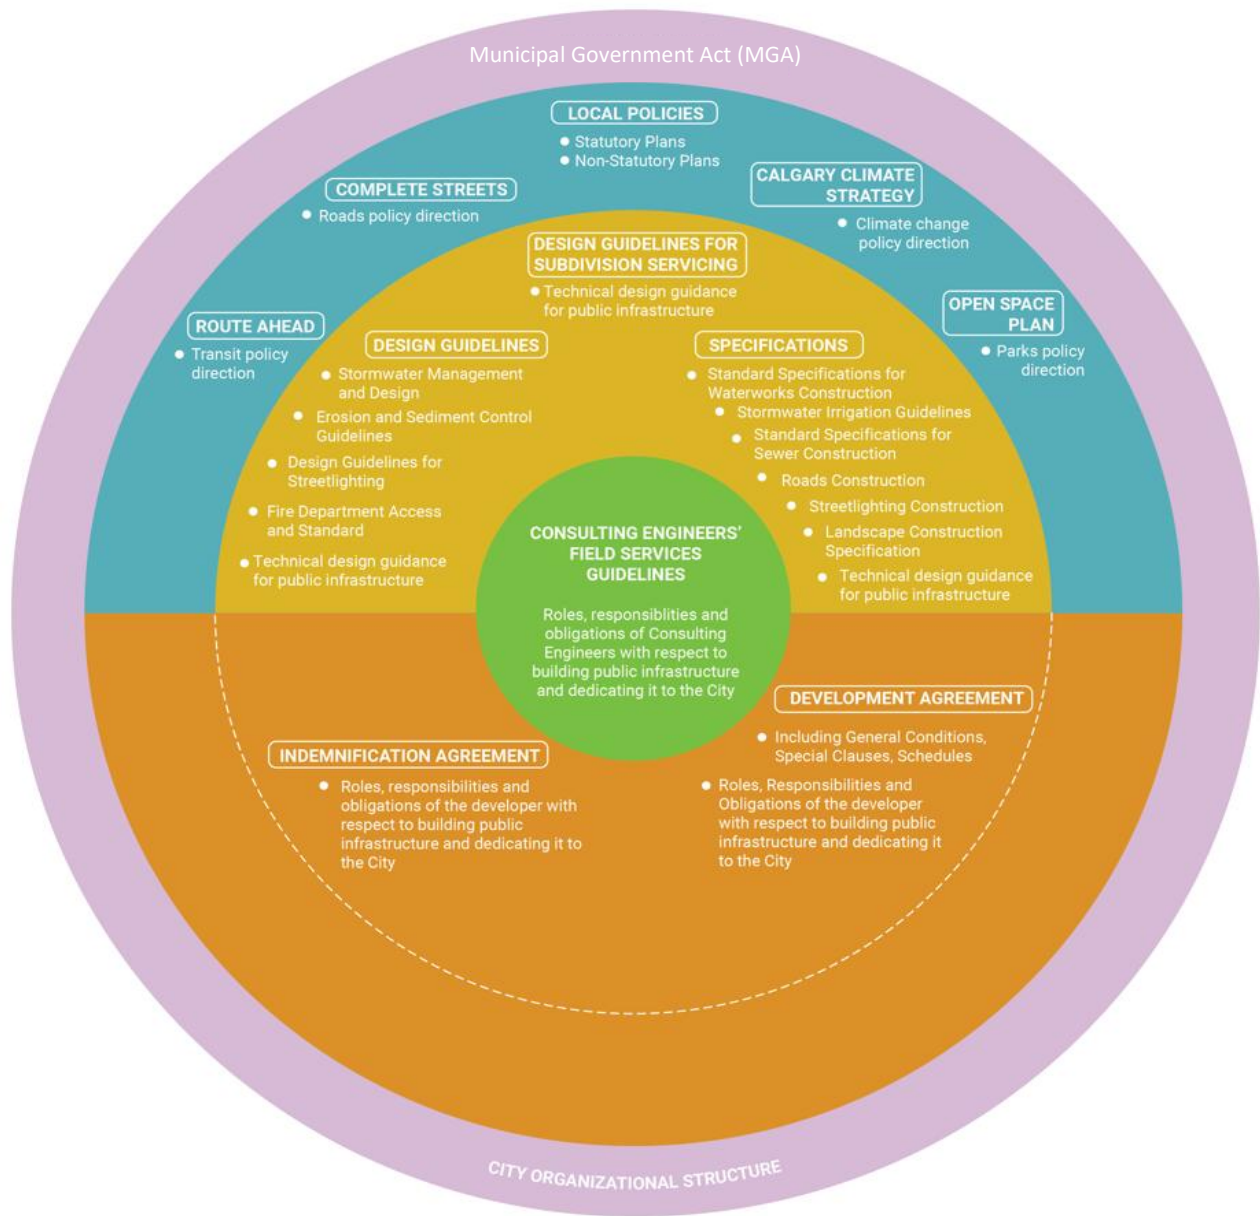 Municipal Government Act (MGA)
LOCAL POLICIES
● Statutory Plans
● Non-Statutory Plans
COMPLETE STREETS
● Roads policy direction
CALGARY CLIMATE
STRATEGY
● Climate change
policy direction
ROUTE AHEAD
● Transit policy
direction
OPEN SPACE
PLAN
● Parks policy
direction
DESIGN GUIDELINES FOR
SUBDIVISION SERVICING
● Technical design guidance
for public infrastructure
DESIGN GUIDELINES
● Stormwater Management
and Design
● Erosion and Sediment Control
Guidelines
● Design Guidelines for
Streetlighting
● Fire Department Access
and Standard
● Technical design guidance
for public infrastructure
SPECIFICATIONS
● Standard Specifications for
Waterworks Construction
● Stormwater Irrigation Guidelines
● Standard Specifications for
Sewer Construction
● Roads Construction
● Streetlighting Construction
● Landscape Construction
Specification
● Technical design guidance
for public infrastructure
CONSULTING ENGINEERS’
FIELD SERVICES
GUIDELINES
Roles, responsiblities and
obligations of Consulting
Engineers with respect to
building public infrastructure
and dedicating it to the City
INDEMNIFICATION AGREEMENT
● Roles, responsibilities and
obligations of the developer with
respect to building public
infrastructure and dedicating it to
the City
DEVELOPMENT AGREEMENT
● Including General Conditions,
Special Clauses, Schedules
● Roles, Responsibilities and
Obligations of the developer
with respect to building public
infrastructure and dedicating it
to the City
CITY ORGANIZATIONAL STRUCTURE